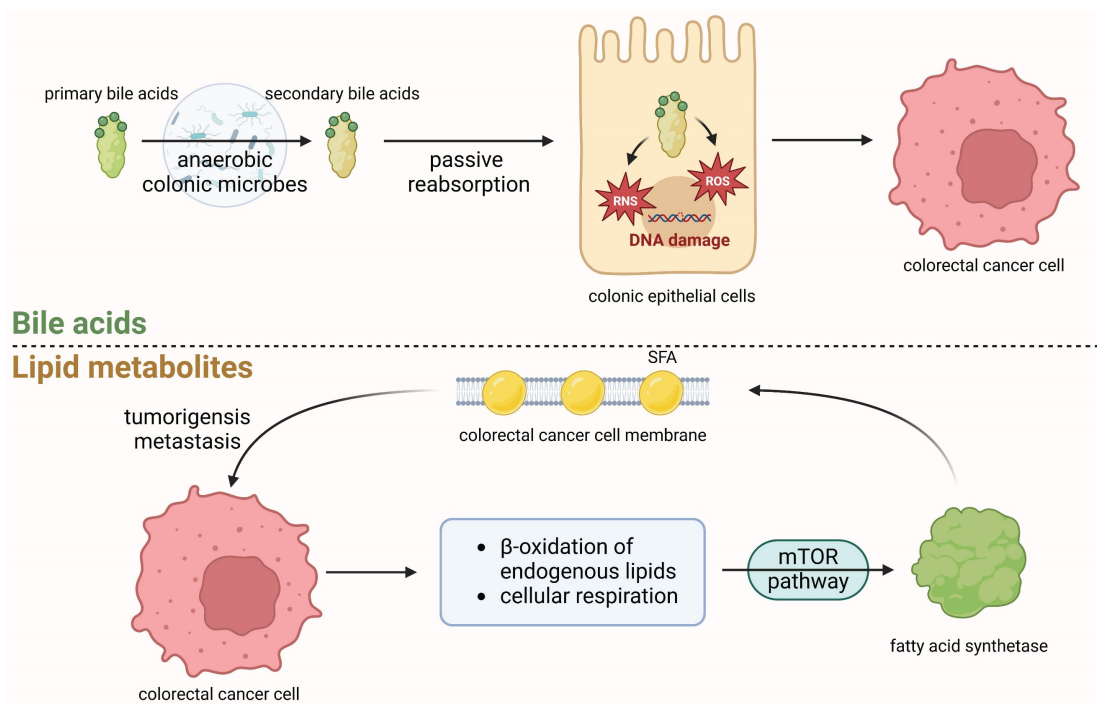 primary bile acids
secondary bile acids
anaerobic
colonic microbes
passive
reabsorption
RNS
ROS
DNA damage
colonic epithelial cells
colorectal cancer cell
Bile acids
Lipid metabolites
SFA
colorectal cancer cell membrane
tumorigensis
metastasis
• β-oxidation of
endogenous lipids
• cellular respiration
mTOR
pathway
fatty acid synthetase
colorectal cancer cell